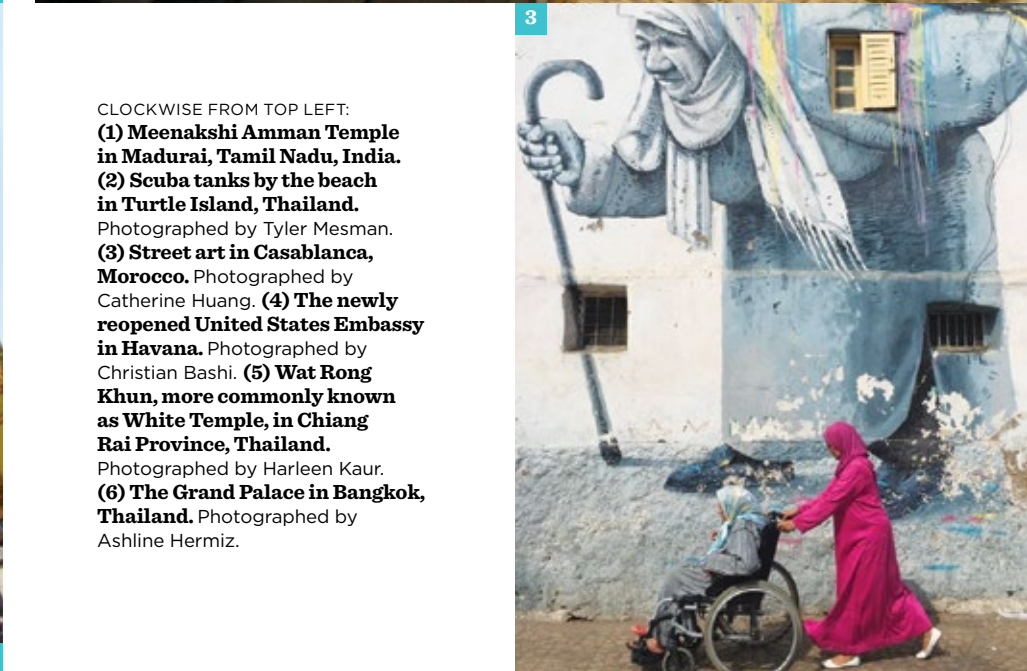 CLOCKWISE FROM TOP LEFT:
(1) Meenakshi Amman Temple
in Madurai, Tamil Nadu, India.
(2) Scuba tanks by the beach
in Turtle Island, Thailand.
Photographed by Tyler Mesman.
(3) Street art in Casablanca,
Morocco. Photographed by
Catherine Huang. (4) The newly
reopened United States Embassy
in Havana. Photographed by
Christian Bashi. (5) Wat Rong
Khun, more commonly known
as White Temple, in Chiang
Rai Province, Thailand.
Photographed by Harleen Kaur.
(6) The Grand Palace in Bangkok,
Thailand. Photographed by
Ashline Hermiz.
3